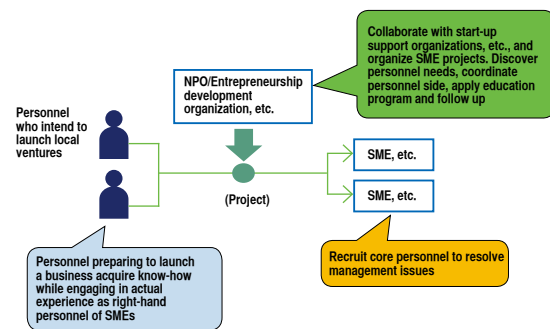 Collaborate with start-up
support organizations, etc., and
organize SME projects. Discover
personnel needs, coordinate
personnel side, apply education
program and follow up
NPO/Entrepreneurship
development
organization, etc.
Personnel
who intend to
launch local
ventures
SME, etc.
SME, etc.
(Project)
Recruit core personnel to resolve
management issues
Personnel preparing to launch
a business acquire know-how
while engaging in actual
experience as right-hand
personnel of SMEs